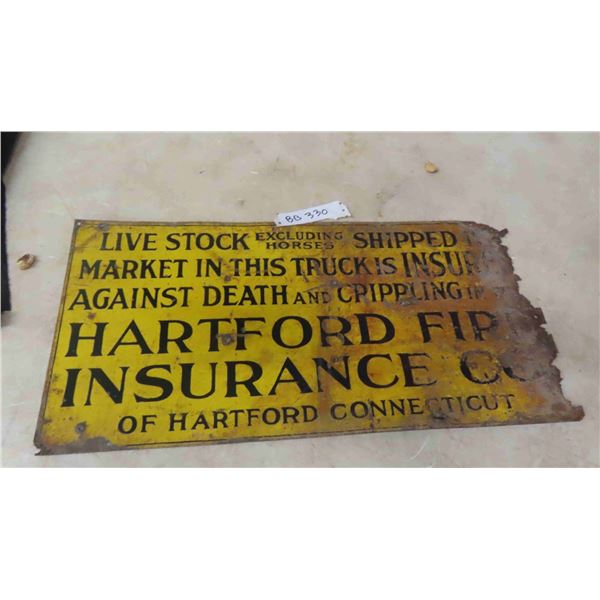 BB 330
LIVE STOCK EXCLUDING HORSES SHIPPED
MARKET IN THIS TRUCK IS INSUR
AGAINST DEATH AND CRIPPLING I
HARTFORD FIR
INSURANCE CO
OF HARTFORD CONNECTICUT